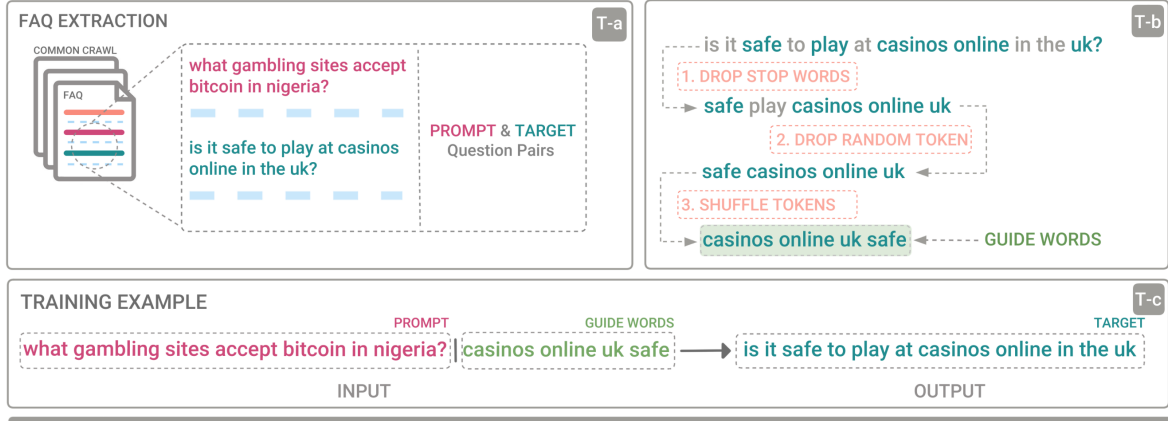 FAQ EXTRACTION
T-a
COMMON CRAWL
FAQ
what gambling sites accept
bitcoin in nigeria?
is it safe to play at casinos
online in the uk?
PROMPT & TARGET
Question Pairs
T-b
is it safe to play at casinos online in the uk?
1. DROP STOP WORDS
safe play casinos online uk
2. DROP RANDOM TOKEN
safe casinos online uk
3. SHUFFLE TOKENS
casinos online uk safe
GUIDE WORDS
TRAINING EXAMPLE
T-c
PROMPT
GUIDE WORDS
TARGET
what gambling sites accept bitcoin in nigeria? | casinos online uk safe
is it safe to play at casinos online in the uk
INPUT
OUTPUT